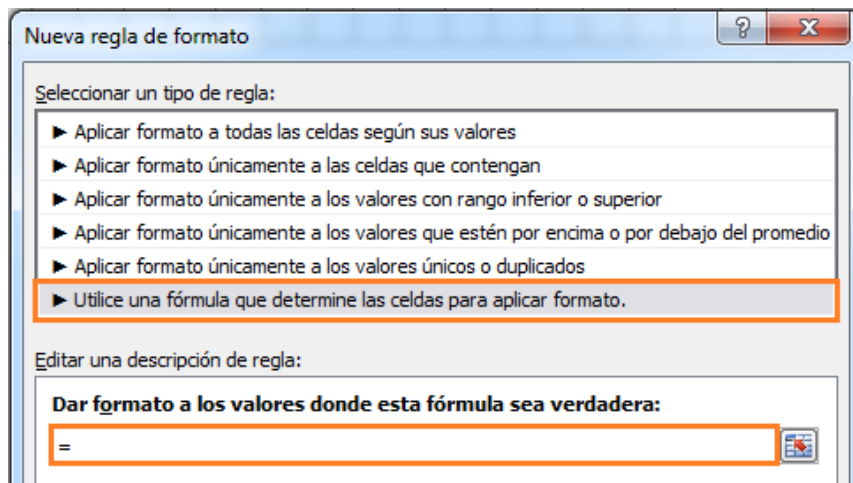 Nueva regla de formato
Seleccionar un tipo de regla:
► Aplicar formato a todas las celdas según sus valores
► Aplicar formato únicamente a las celdas que contengan
► Aplicar formato únicamente a los valores con rango inferior o superior
► Aplicar formato únicamente a los valores que estén por encima o por debajo del promedio
► Aplicar formato únicamente a los valores únicos o duplicados
► Utilice una fórmula que determine las celdas para aplicar formato.
Editar una descripción de regla:
Dar formato a los valores donde esta fórmula sea verdadera:
=